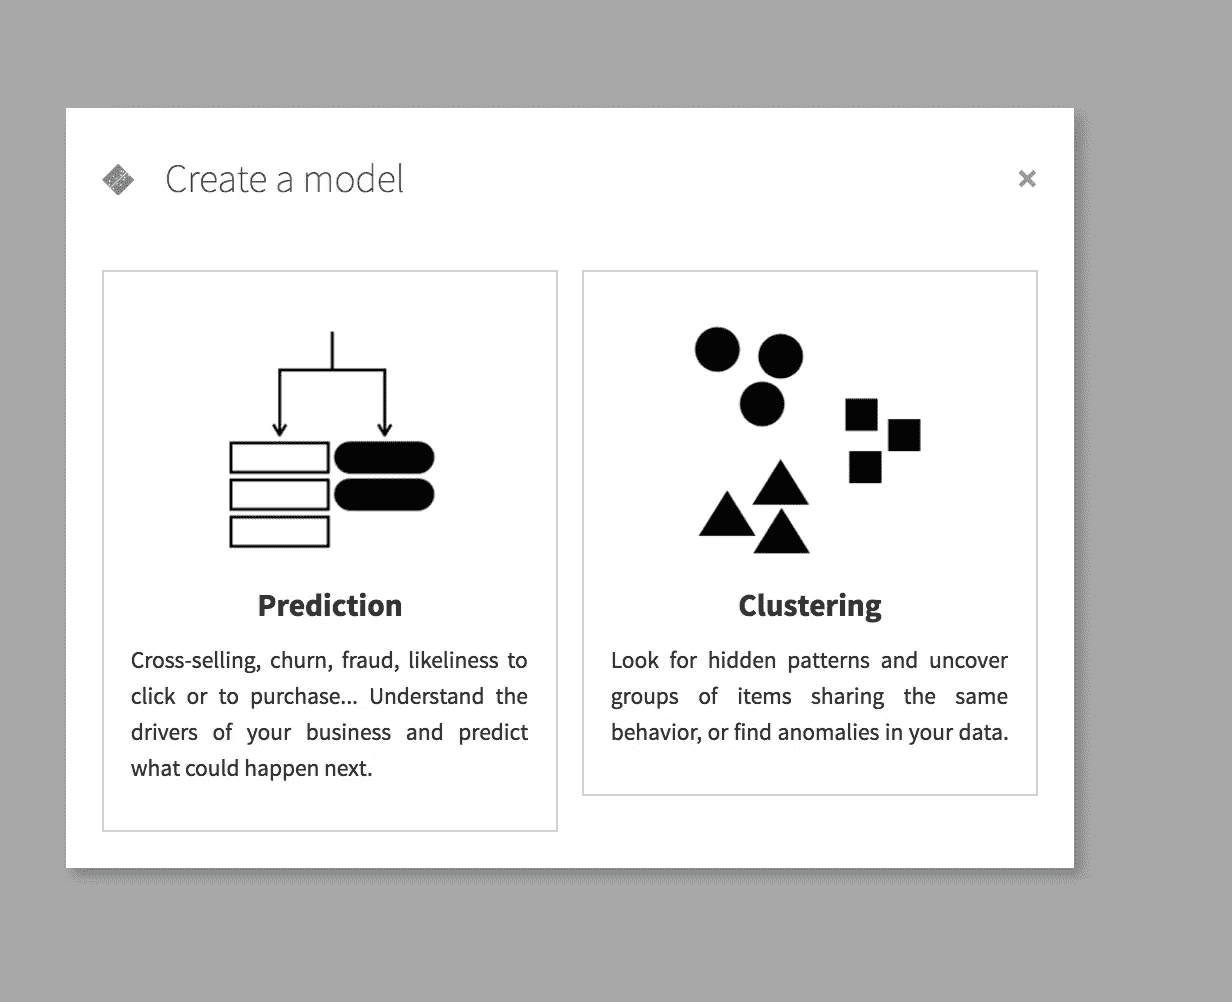 Create a model
Prediction
Cross-selling, churn, fraud, likeliness to
click or to purchase... Understand the
drivers of your business and predict
what could happen next.
Clustering
Look for hidden patterns and uncover
groups of items sharing the same
behavior, or find anomalies in your data.